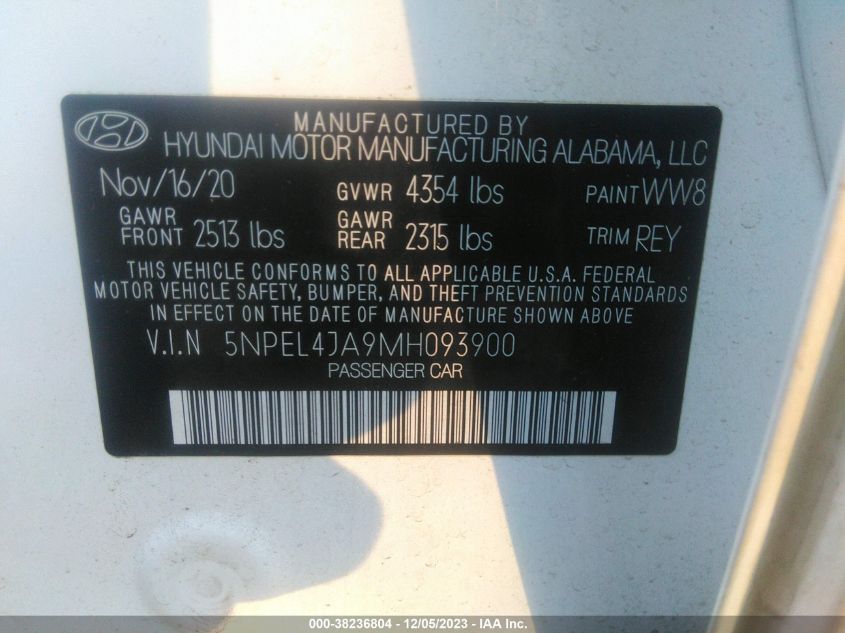 MANUFACTURED BY
HYUNDAI MOTOR MANUFACTURING ALABAMA, LLC
Nov/16/20 GVWR 4354 lbs PAINT WW8
GAWR FRONT 2513 lbs GAWR REAR 2315 lbs TRIM REY
THIS VEHICLE CONFORMS TO ALL APPLICABLE U.S.A. FEDERAL
MOTOR VEHICLE SAFETY, BUMPER, AND THEFT PREVENTION STANDARDS
IN EFFECT ON THE DATE OF MANUFACTURE SHOWN ABOVE
V.I.N 5NPEL4JA9MH093900
PASSENGER CAR
000-38236804 - 12/05/2023 - IAA Inc.